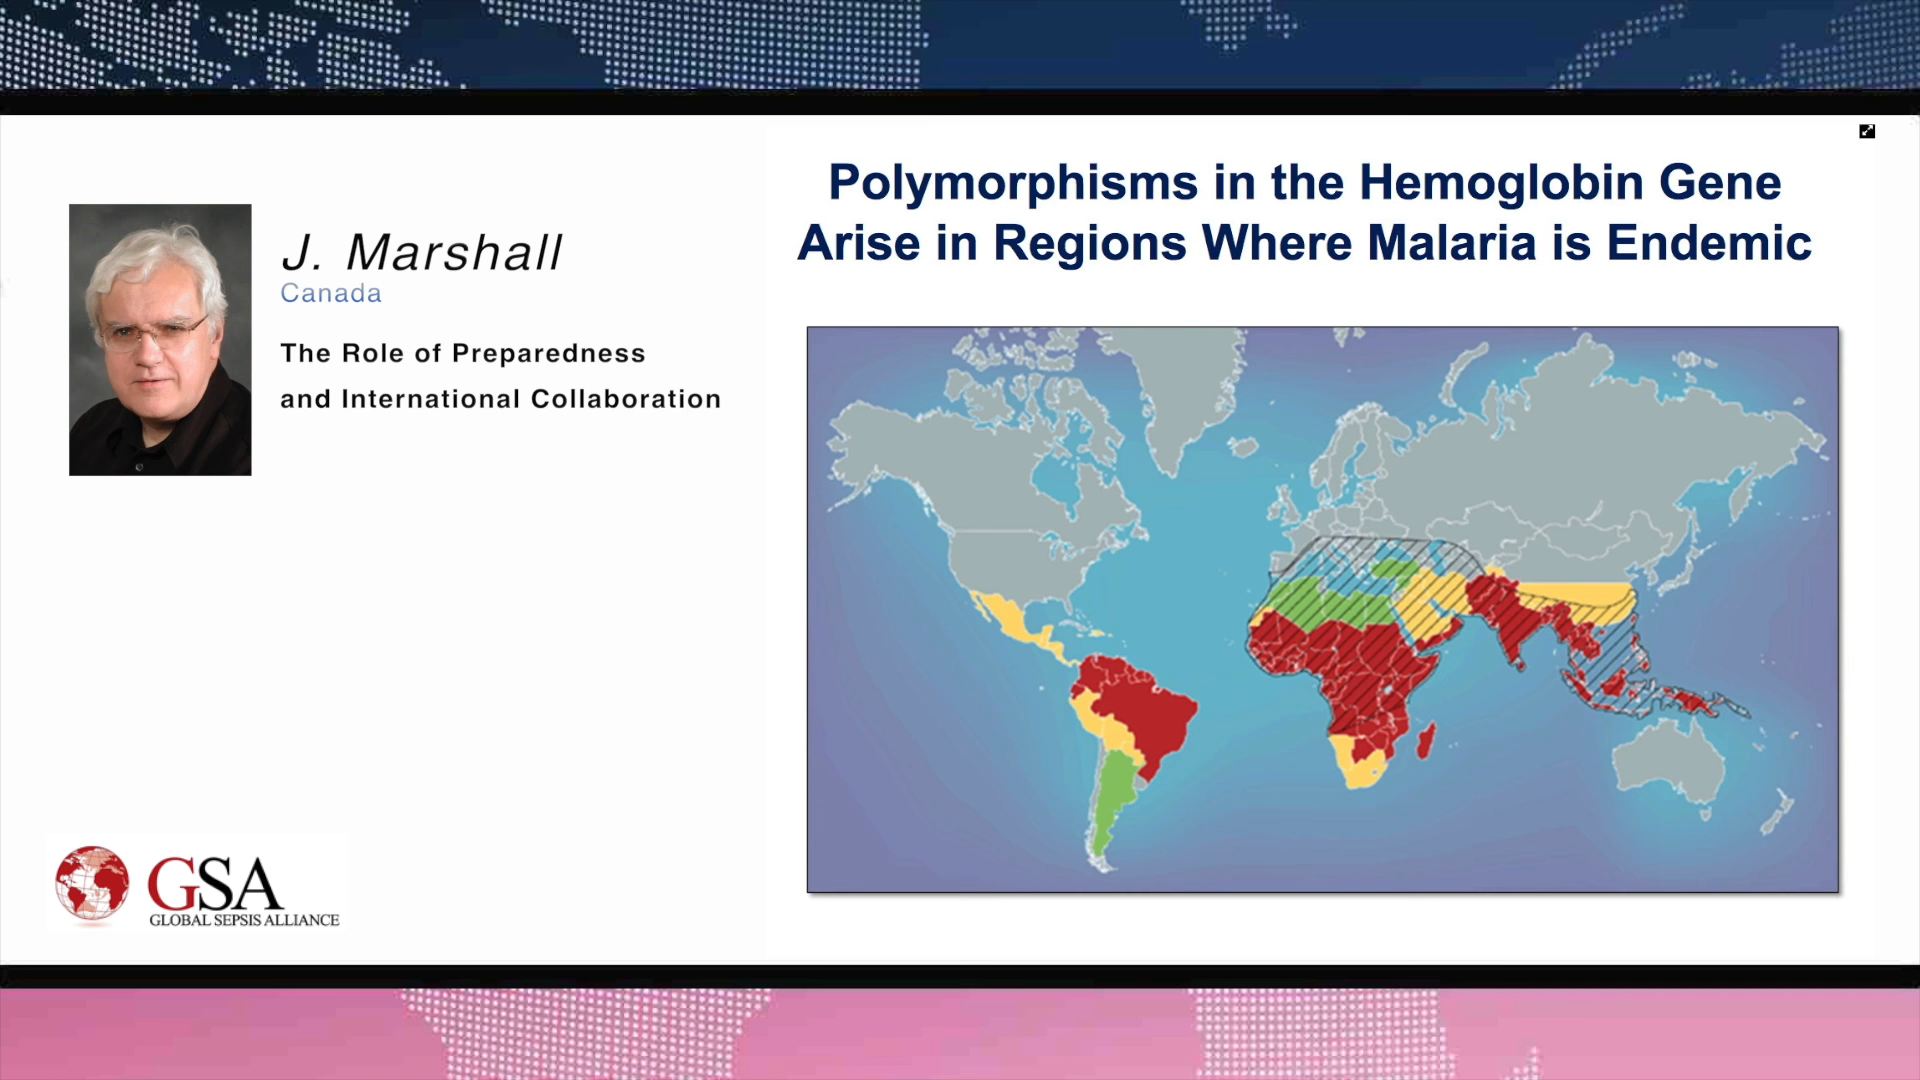 J. Marshall
Canada
The Role of Preparedness
and International Collaboration
GSA
GLOBAL SEPSIS ALLIANCE
Polymorphisms in the Hemoglobin Gene
Arise in Regions Where Malaria is Endemic